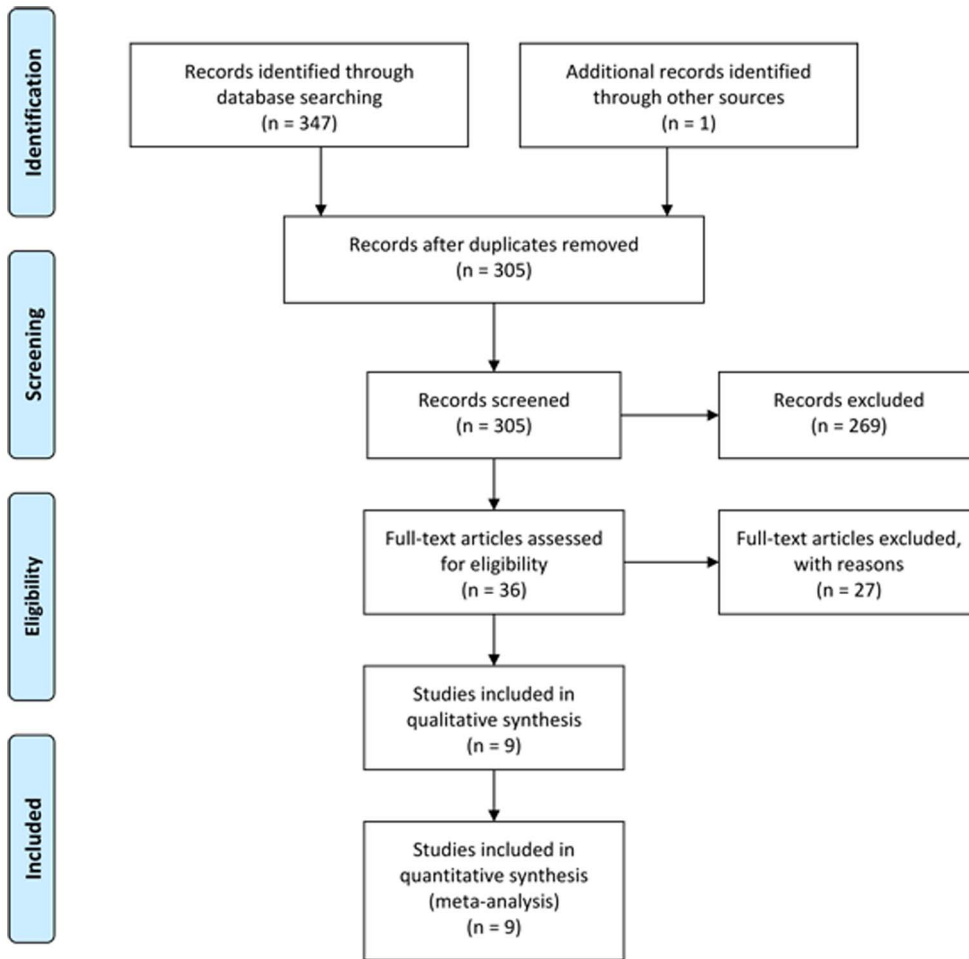 Identification
Records identified through
database searching
(n = 347)
Additional records identified
through other sources
(n = 1)
Records after duplicates removed
(n = 305)
Screening
Records screened
(n = 305)
Records excluded
(n = 269)
Eligibility
Full-text articles assessed
for eligibility
(n = 36)
Full-text articles excluded,
with reasons
(n = 27)
Studies included in
qualitative synthesis
(n = 9)
Included
Studies included in
quantitative synthesis
(meta-analysis)
(n = 9)